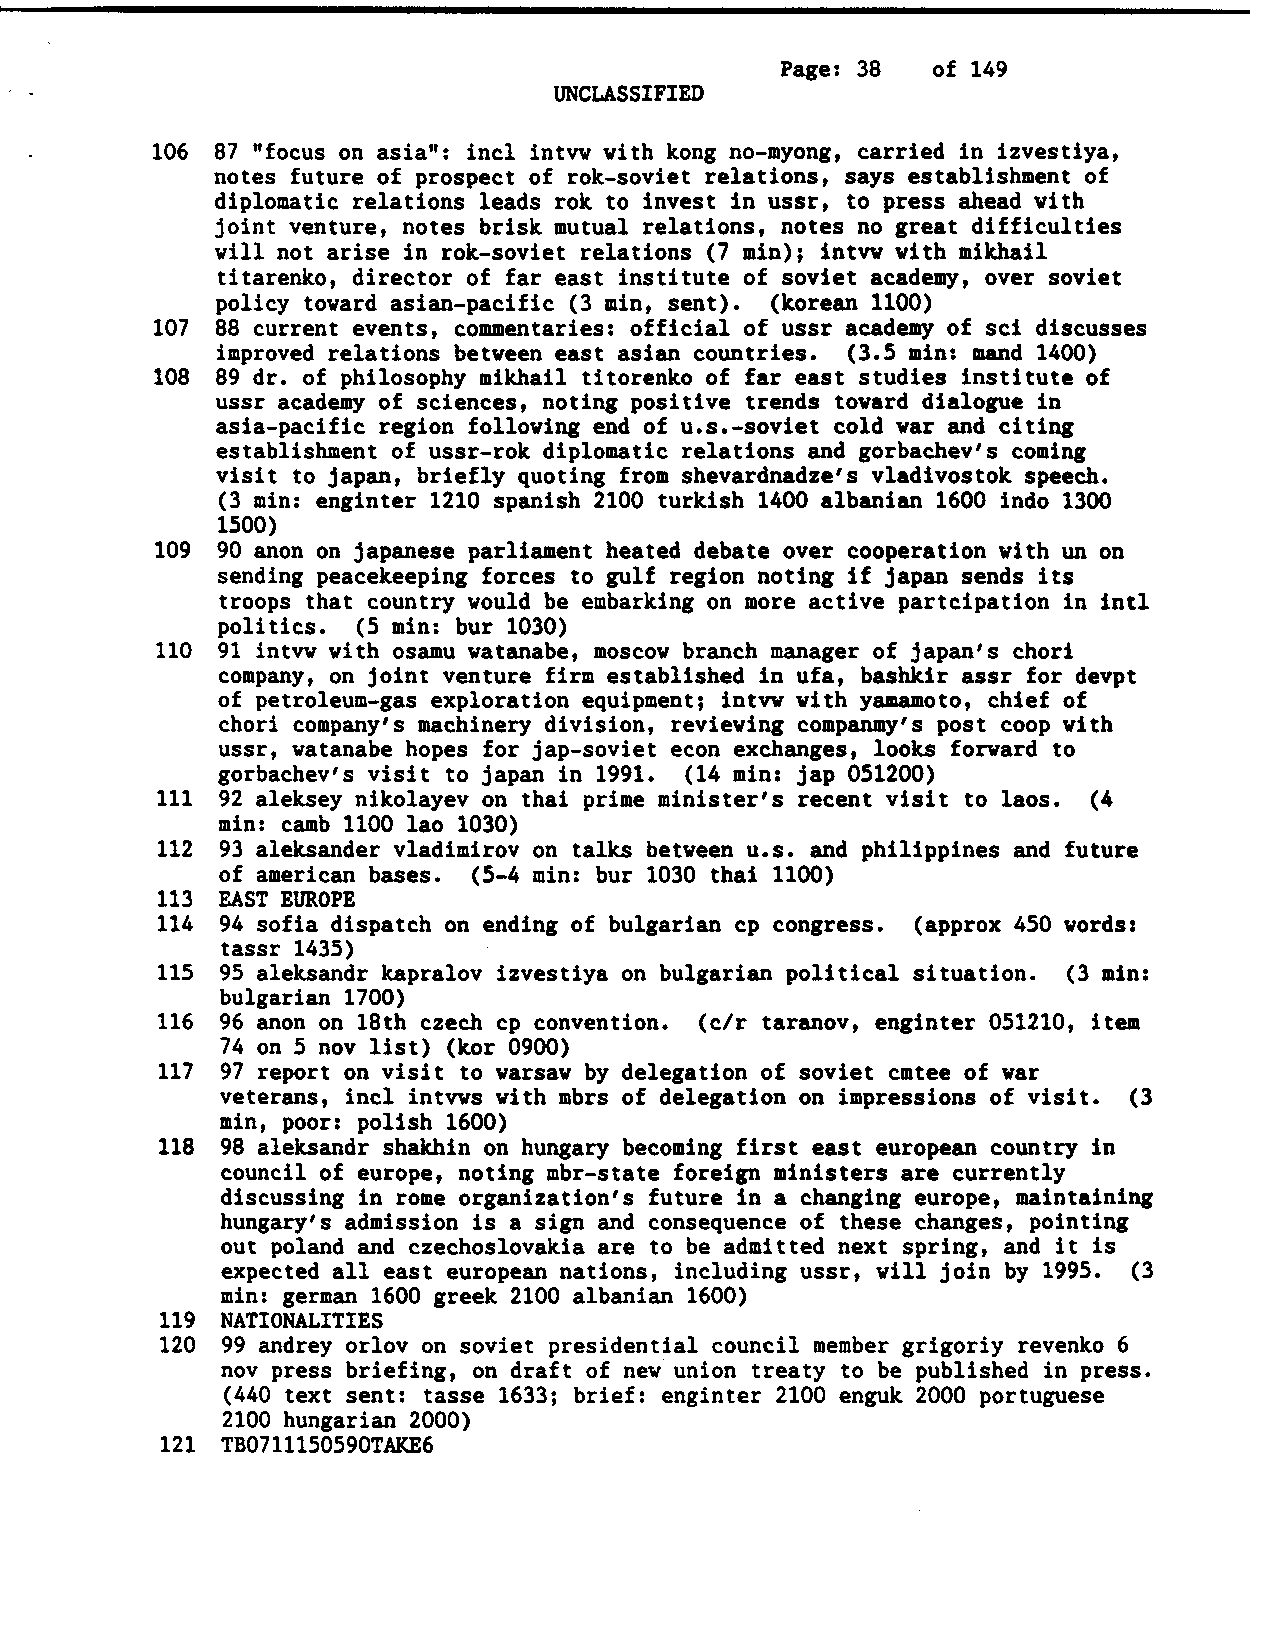 Page: 38 of 149
UNCLASSIFIED
106 87 "focus on asia": incl intvw with kong no-myong, carried in izvestiya,
notes future of prospect of rok-soviet relations, says establishment of
diplomatic relations leads rok to invest in ussr, to press ahead with
joint venture, notes brisk mutual relations, notes no great difficulties
will not arise in rok-soviet relations (7 min); intvw with mikhail
titarenko, director of far east institute of soviet academy, over soviet
policy toward asian-pacific (3 min, sent). (korean 1100)
107 88 current events, commentaries: official of ussr academy of sci discusses
improved relations between east asian countries. (3.5 min: mand 1400)
108 89 dr. of philosophy mikhail titorenko of far east studies institute of
ussr academy of sciences, noting positive trends toward dialogue in
asia-pacific region following end of u.s.-soviet cold war and citing
establishment of ussr-rok diplomatic relations and gorbachev's coming
visit to japan, briefly quoting from shevardnadze's vladivostok speech.
(3 min: enginter 1210 spanish 2100 turkish 1400 albanian 1600 indo 1300
1500)
109 90 anon on japanese parliament heated debate over cooperation with un on
sending peacekeeping forces to gulf region noting if japan sends its
troops that country would be embarking on more active partcipation in intl
politics. (5 min: bur 1030)
110 91 intvw with osamu watanabe, moscow branch manager of japan's chori
company, on joint venture firm established in ufa, bashkir assr for devpt
of petroleum-gas exploration equipment; intvw with yamamoto, chief of
chori company's machinery division, reviewing companmy's post coop with
ussr, watanabe hopes for jap-soviet econ exchanges, looks forward to
gorbachev's visit to japan in 1991. (14 min: jap 051200)
111 92 aleksey nikolayev on thai prime minister's recent visit to laos. (4
min: camb 1100 lao 1030)
112 93 aleksander vladimirov on talks between u.s. and philippines and future
of american bases. (5-4 min: bur 1030 thai 1100)
113 EAST EUROPE
114 94 sofia dispatch on ending of bulgarian cp congress. (approx 450 words:
tassr 1435)
115 95 aleksandr kapralov izvestiya on bulgarian political situation. (3 min:
bulgarian 1700)
116 96 anon on 18th czech cp convention. (c/r taranov, enginter 051210, item
74 on 5 nov list) (kor 0900)
117 97 report on visit to warsaw by delegation of soviet cmtee of war
veterans, incl intvws with mbrs of delegation on impressions of visit. (3
min, poor: polish 1600)
118 98 aleksandr shakhin on hungary becoming first east european country in
council of europe, noting mbr-state foreign ministers are currently
discussing in rome organization's future in a changing europe, maintaining
hungary's admission is a sign and consequence of these changes, pointing
out poland and czechoslovakia are to be admitted next spring, and it is
expected all east european nations, including ussr, will join by 1995. (3
min: german 1600 greek 2100 albanian 1600)
119 NATIONALITIES
120 99 andrey orlov on soviet presidential council member grigoriy revenko 6
nov press briefing, on draft of new union treaty to be published in press.
(440 text sent: tasse 1633; brief: enginter 2100 enguk 2000 portuguese
2100 hungarian 2000)
121 TB0711150590TAKE6